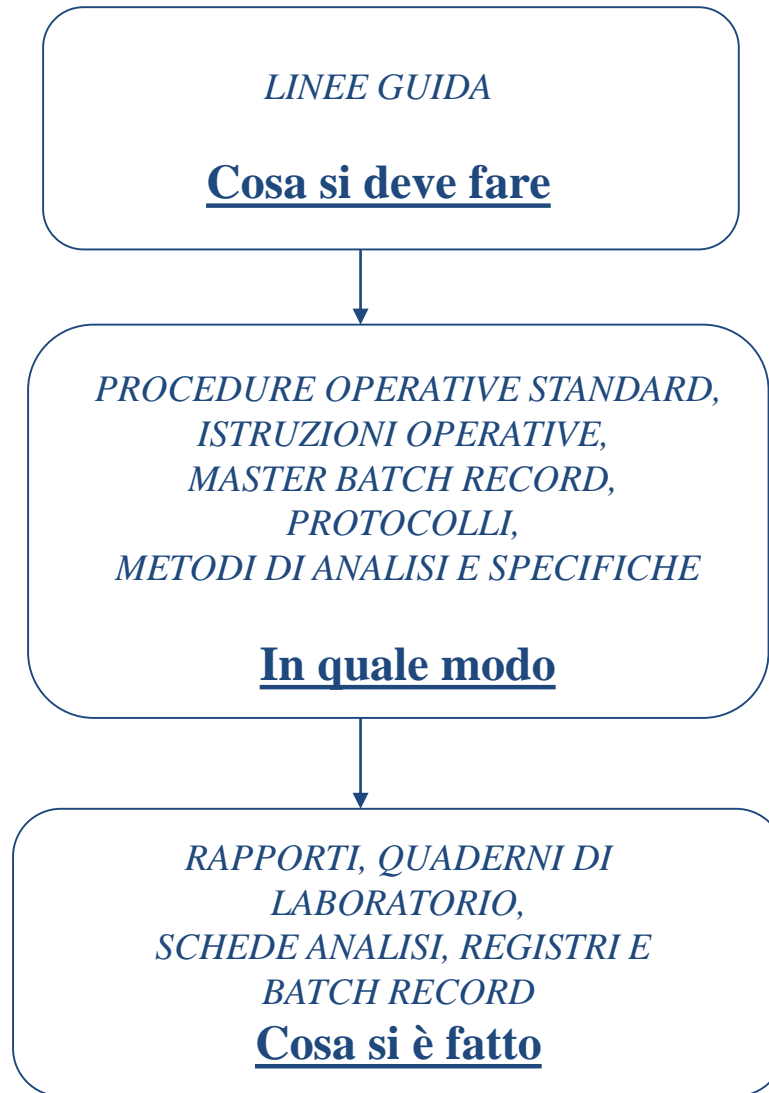 LINEE GUIDA
Cosa si deve fare
PROCEDURE OPERATIVE STANDARD,
ISTRUZIONI OPERATIVE,
MASTER BATCH RECORD,
PROTOCOLLI,
METODI DI ANALISI E SPECIFICHE
In quale modo
RAPPORTI, QUADERNI DI
LABORATORIO,
SCHEDE ANALISI, REGISTRI E
BATCH RECORD
Cosa si è fatto